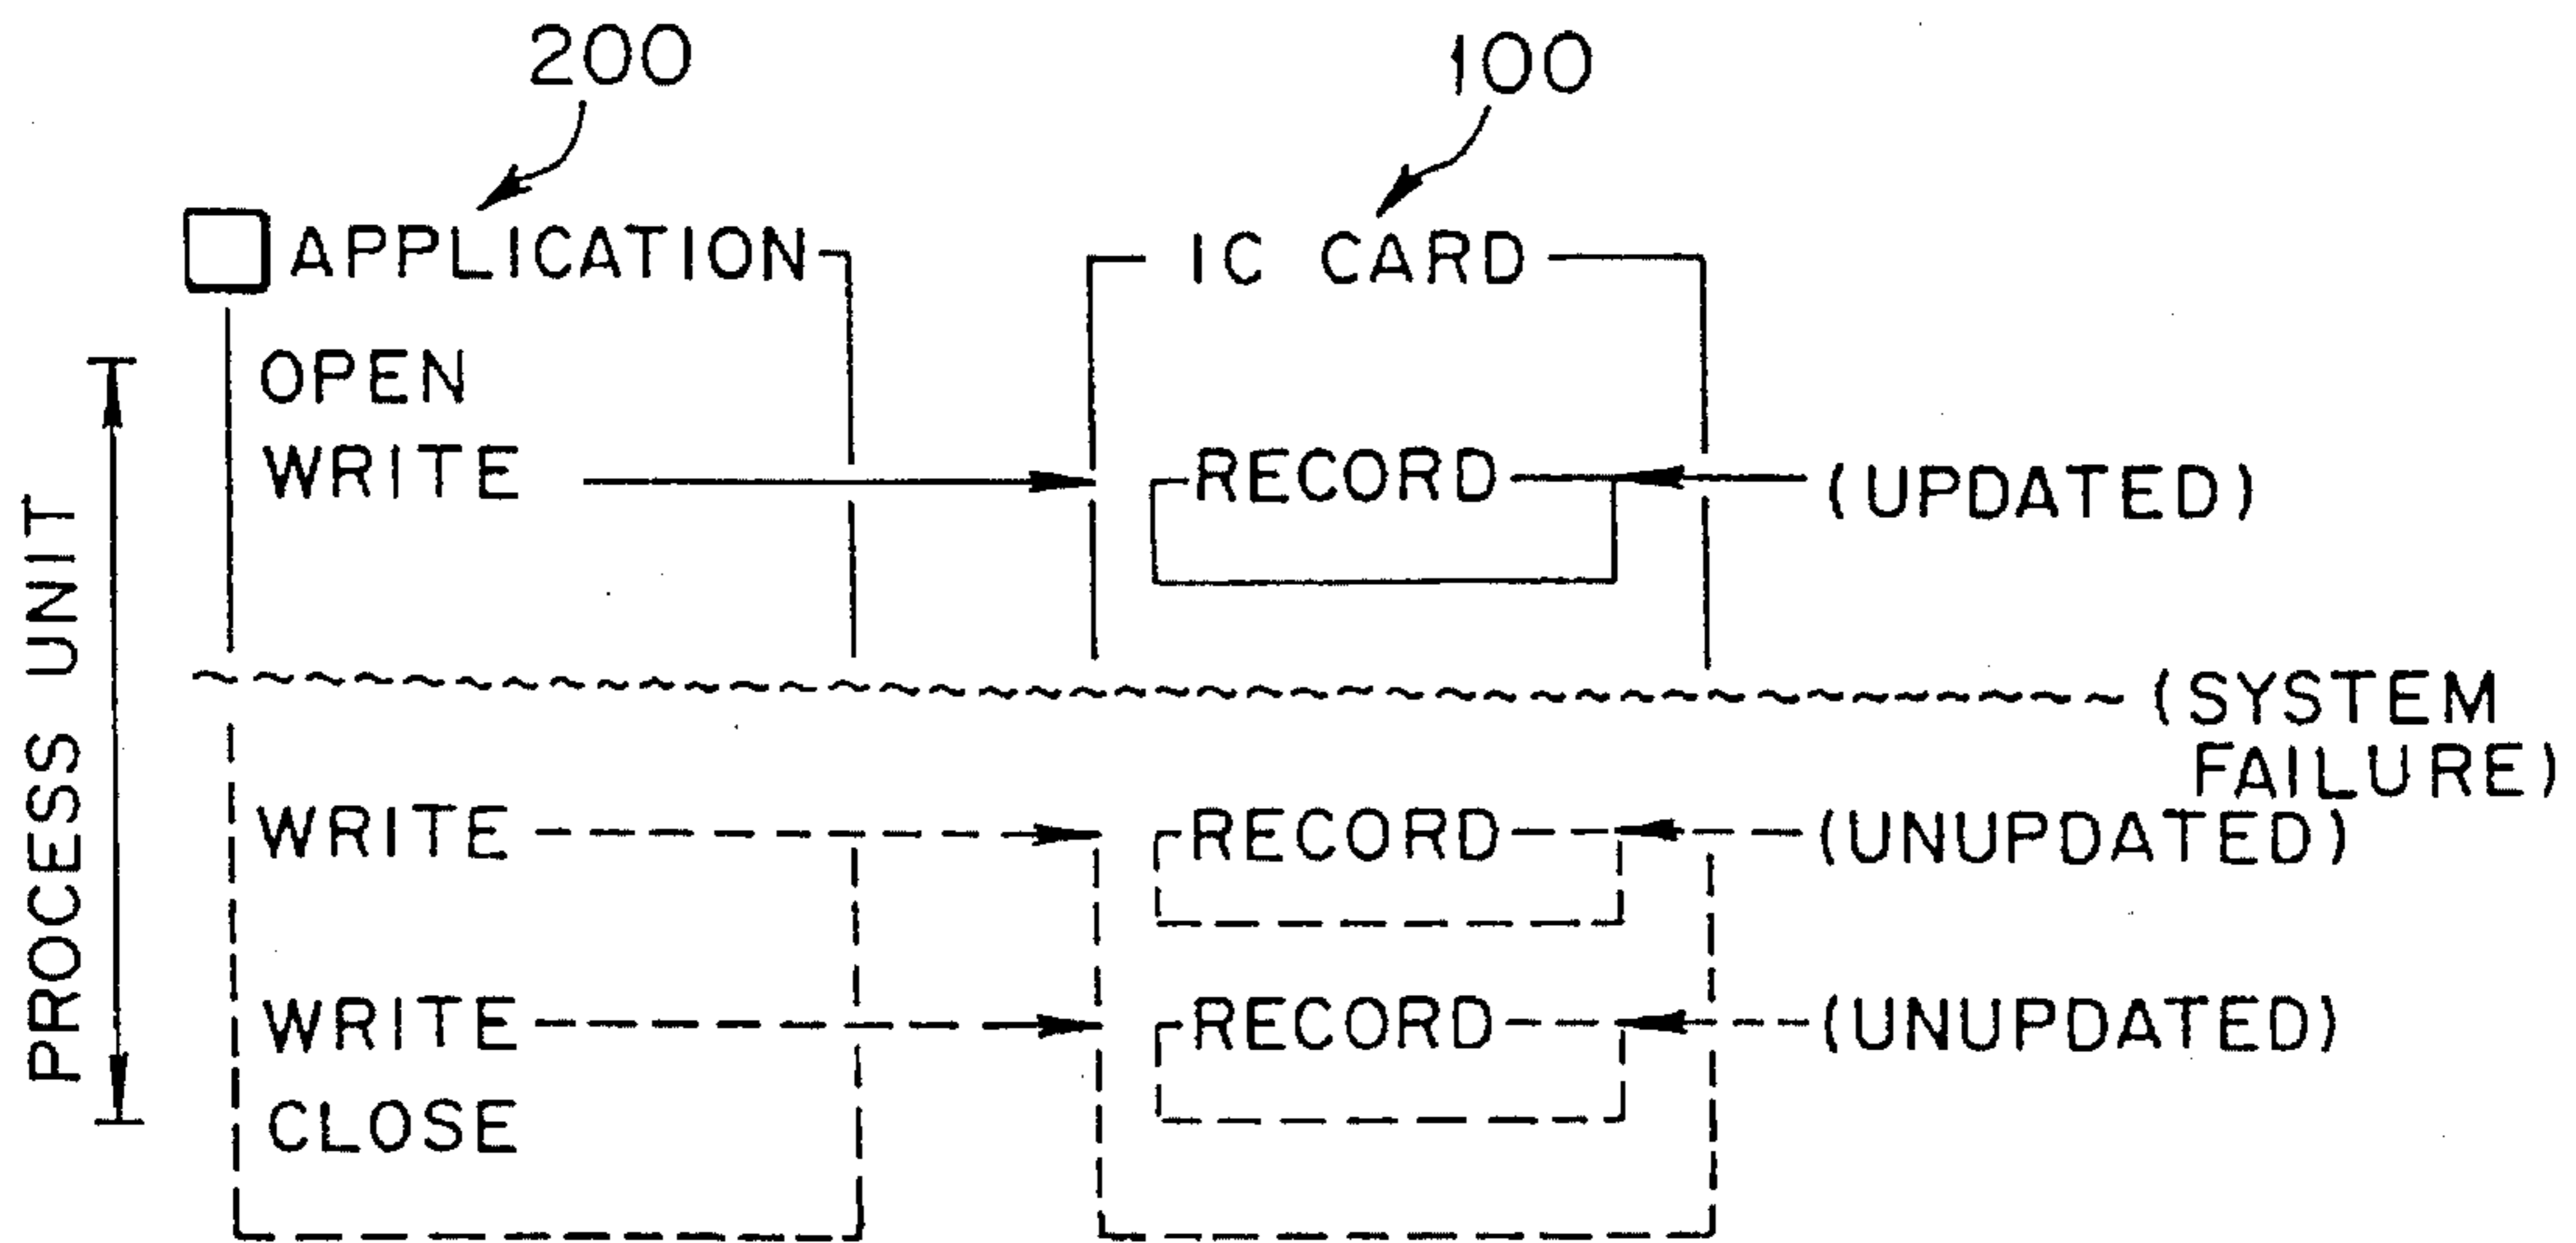 200
100
APPLICATION
IC CARD
PROCESS UNIT
OPEN
WRITE
RECORD
(UPDATED)
(SYSTEM
FAILURE)
WRITE
RECORD
(UNUPDATED)
WRITE
RECORD
(UNUPDATED)
CLOSE